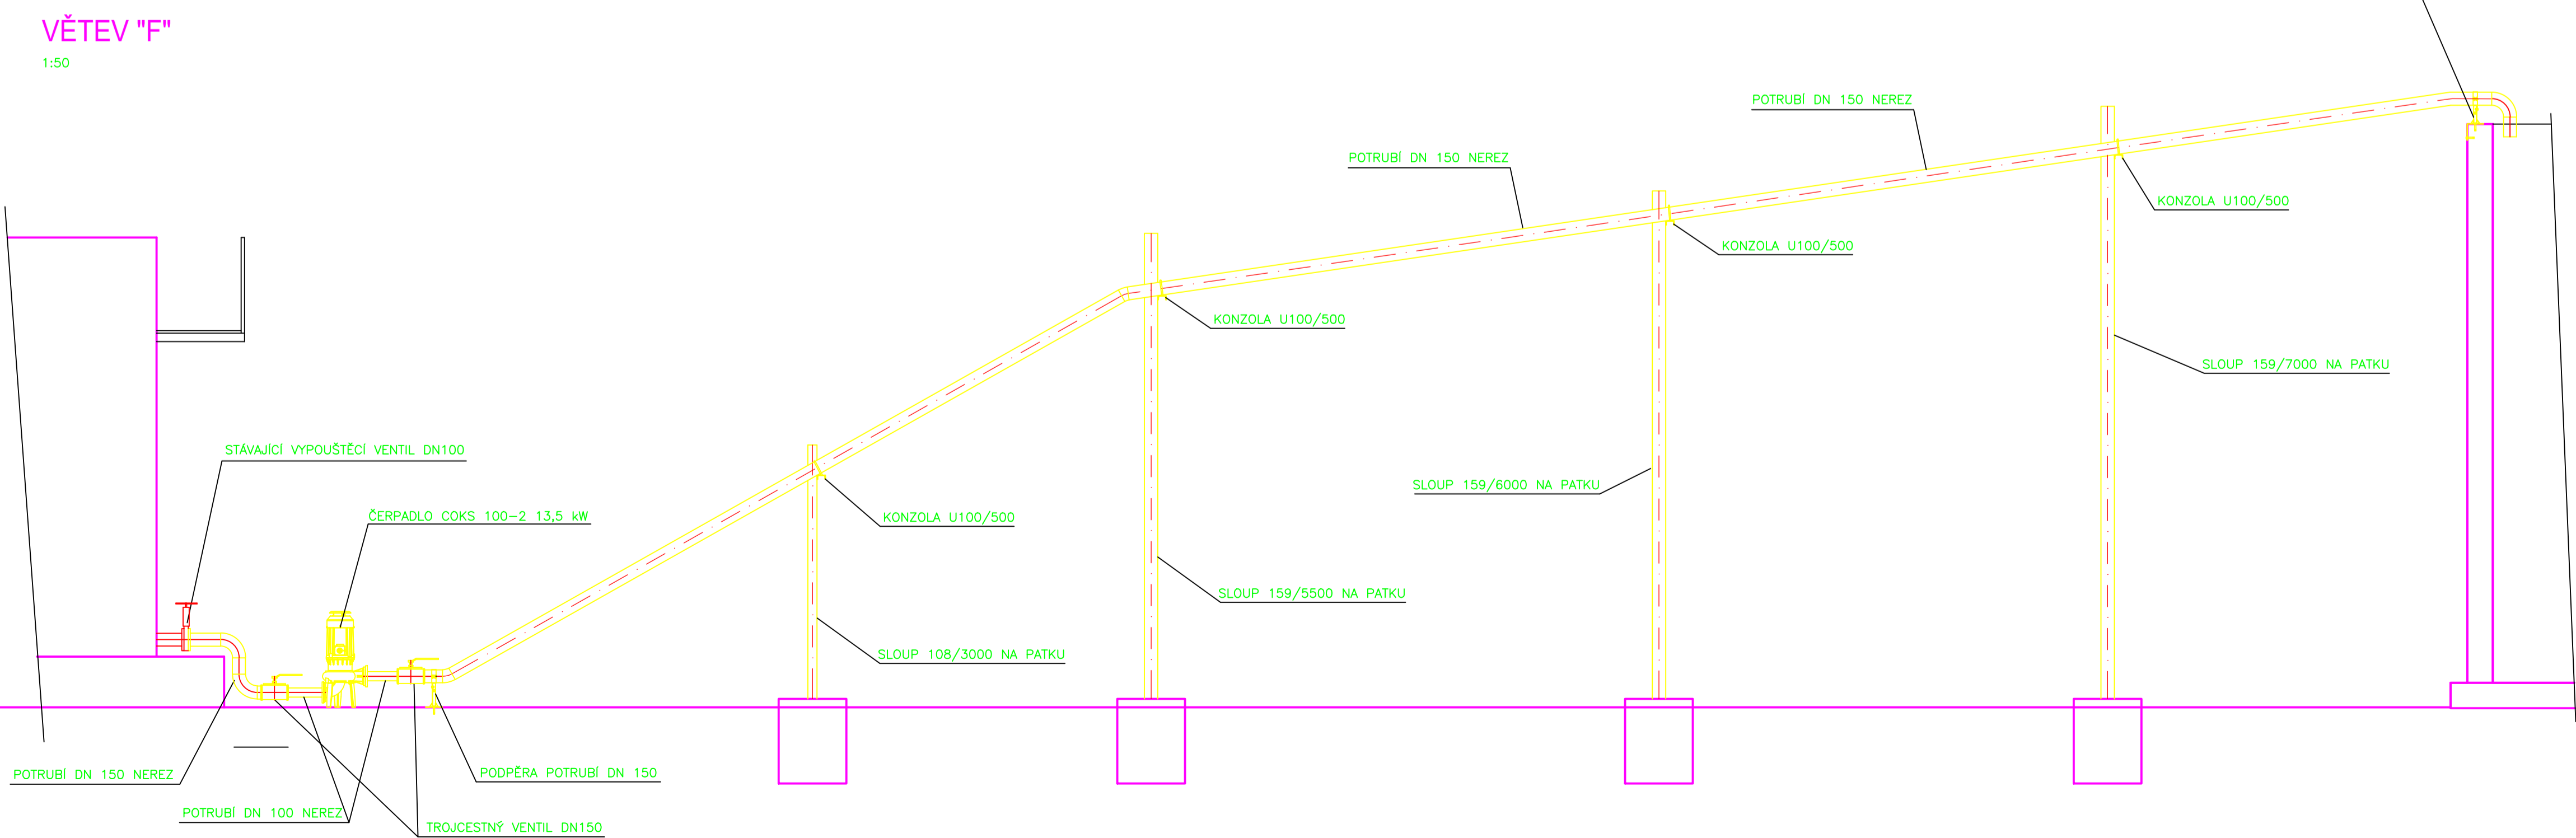 VĚTEV "F"
1:50
POTRUBÍ DN 150 NEREZ
POTRUBÍ DN 150 NEREZ
KONZOLA U100/500
KONZOLA U100/500
KONZOLA U100/500
SLOUP 159/7000 NA PATKU
STÁVAJÍCÍ VYPOUŠTĚCÍ VENTIL DN100
SLOUP 159/6000 NA PATKU
ČERPADLO COKS 100-2 13,5 kW
KONZOLA U100/500
SLOUP 159/5500 NA PATKU
SLOUP 108/3000 NA PATKU
POTRUBÍ DN 150 NEREZ
PODPĚRA POTRUBÍ DN 150
POTRUBÍ DN 100 NEREZ
TROJCESTNÝ VENTIL DN150